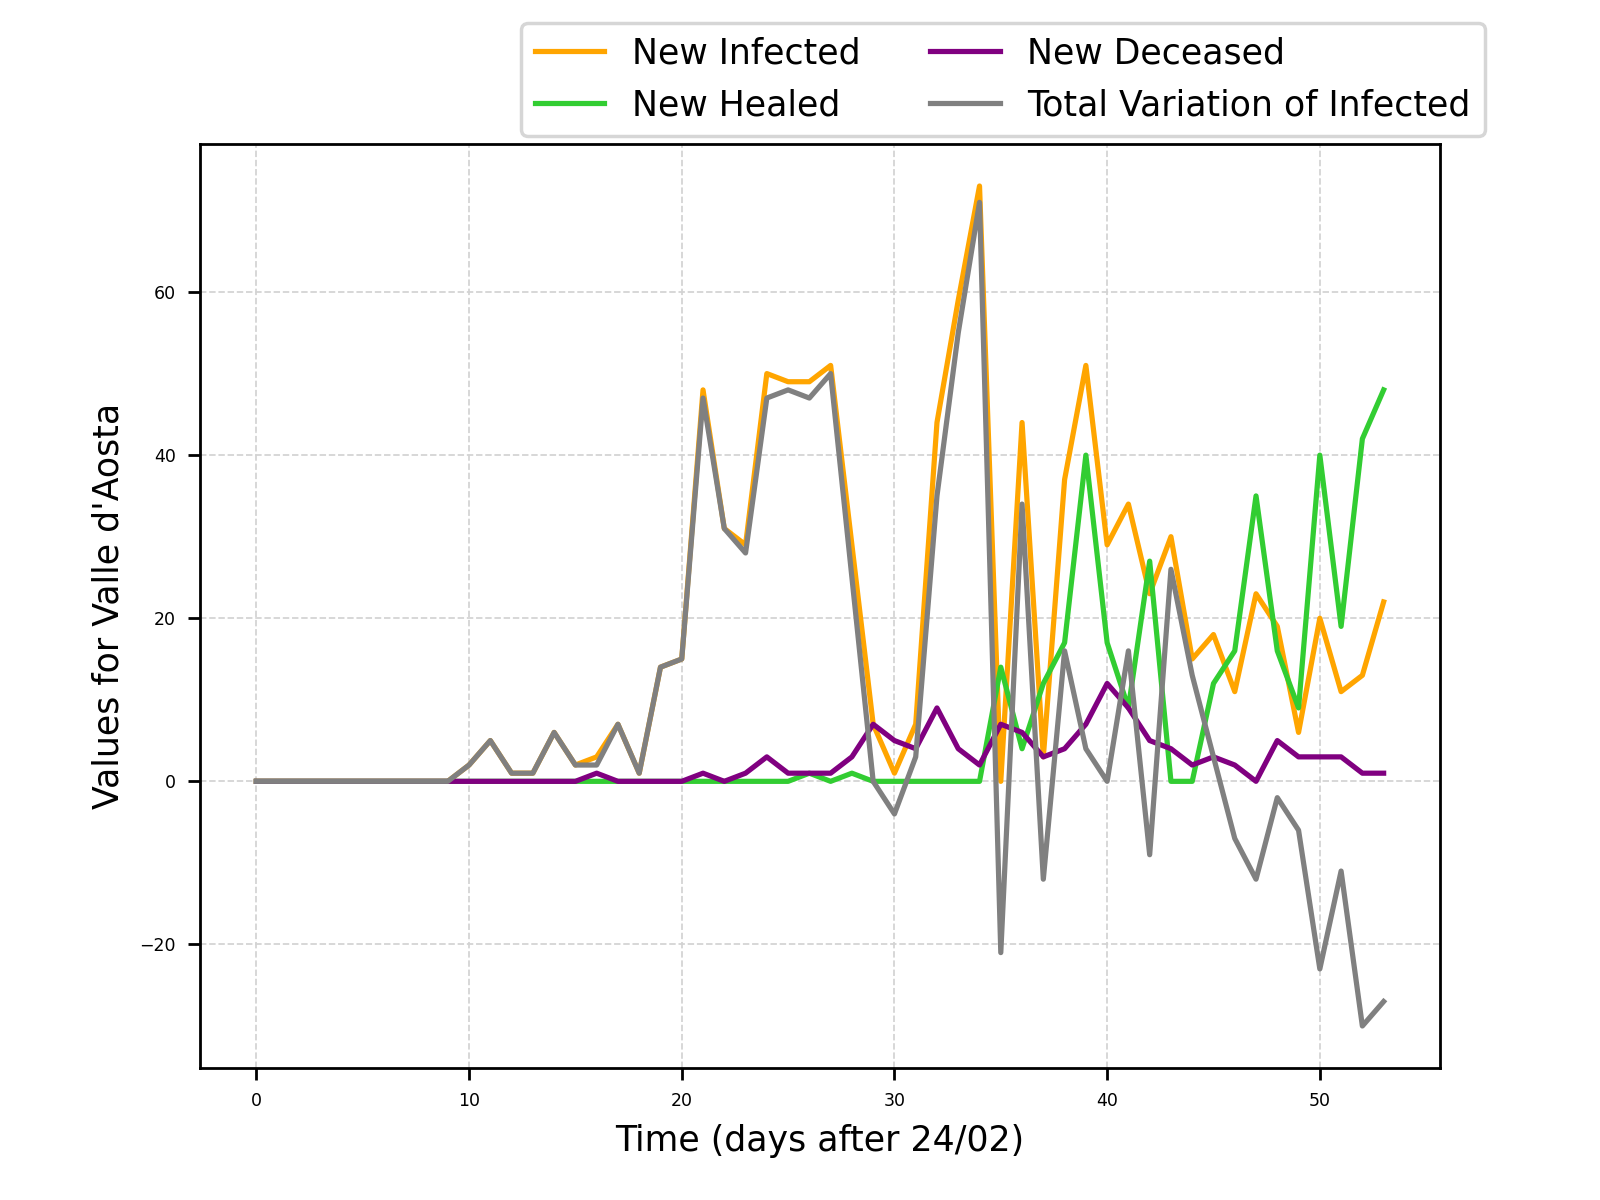 New Infected
New Healed
New Deceased
Total Variation of Infected
Values for Valle d'Aosta
60
40
20
0
−20
0 10 20 30 40 50
Time (days after 24/02)